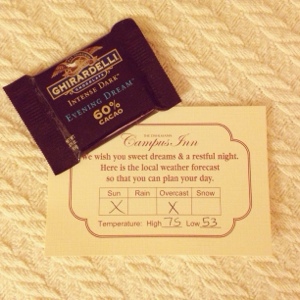 GHIRARDELLI
CHOCOLATE
INTENSE DARK
EVENING DREAM
60%
CACAO
Campus Inn
we wish you sweet dreams & a restful night.
Here is the local weather forecast
so that you can plan your day.
Sun Rain Overcast Snow
X X
Temperature: High 75 Low 53